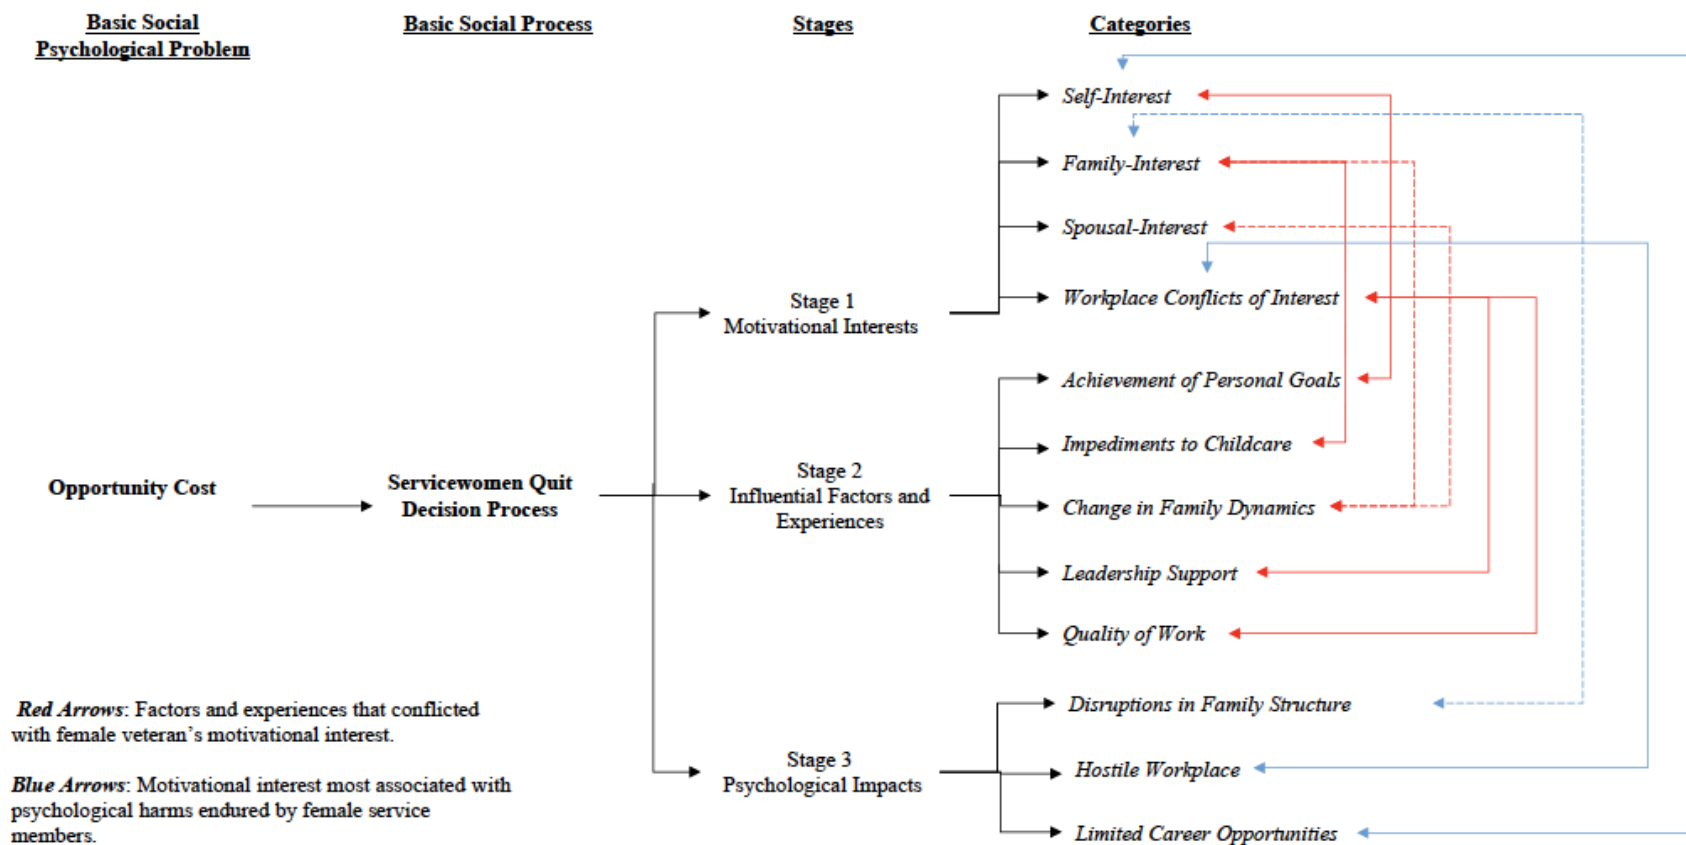 Basic Social
Psychological Problem
Basic Social Process
Stages
Categories
Self-Interest
Family-Interest
Spousal-Interest
Workplace Conflicts of Interest
Stage 1
Motivational Interests
Achievement of Personal Goals
Impediments to Childcare
Change in Family Dynamics
Leadership Support
Quality of Work
Stage 2
Influential Factors and
Experiences
Opportunity Cost
Servicewomen Quit
Decision Process
Disruptions in Family Structure
Hostile Workplace
Limited Career Opportunities
Stage 3
Psychological Impacts
Red Arrows: Factors and experiences that conflicted
with female veteran's motivational interest.
Blue Arrows: Motivational interest most associated with
psychological harms endured by female service
members.